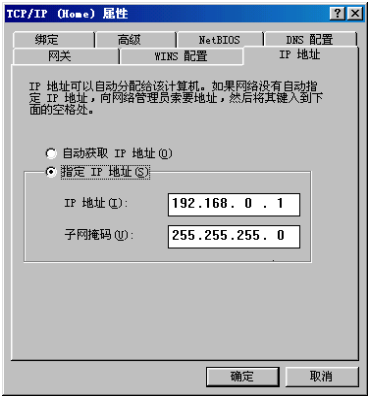 TCP/IP (Home) 属性
绑定 高级 NetBIOS DNS 配置
网关 WINS 配置 IP 地址
IP 地址可以自动分配给该计算机。如果网络没有自动指
定 IP 地址，向网络管理员索要地址，然后将其键入到下
面的空格处。
自动获取 IP 地址(O)
指定 IP 地址(S)
IP 地址(I): 192.168. 0 . 1
子网掩码(U): 255.255.255. 0
确定 取消